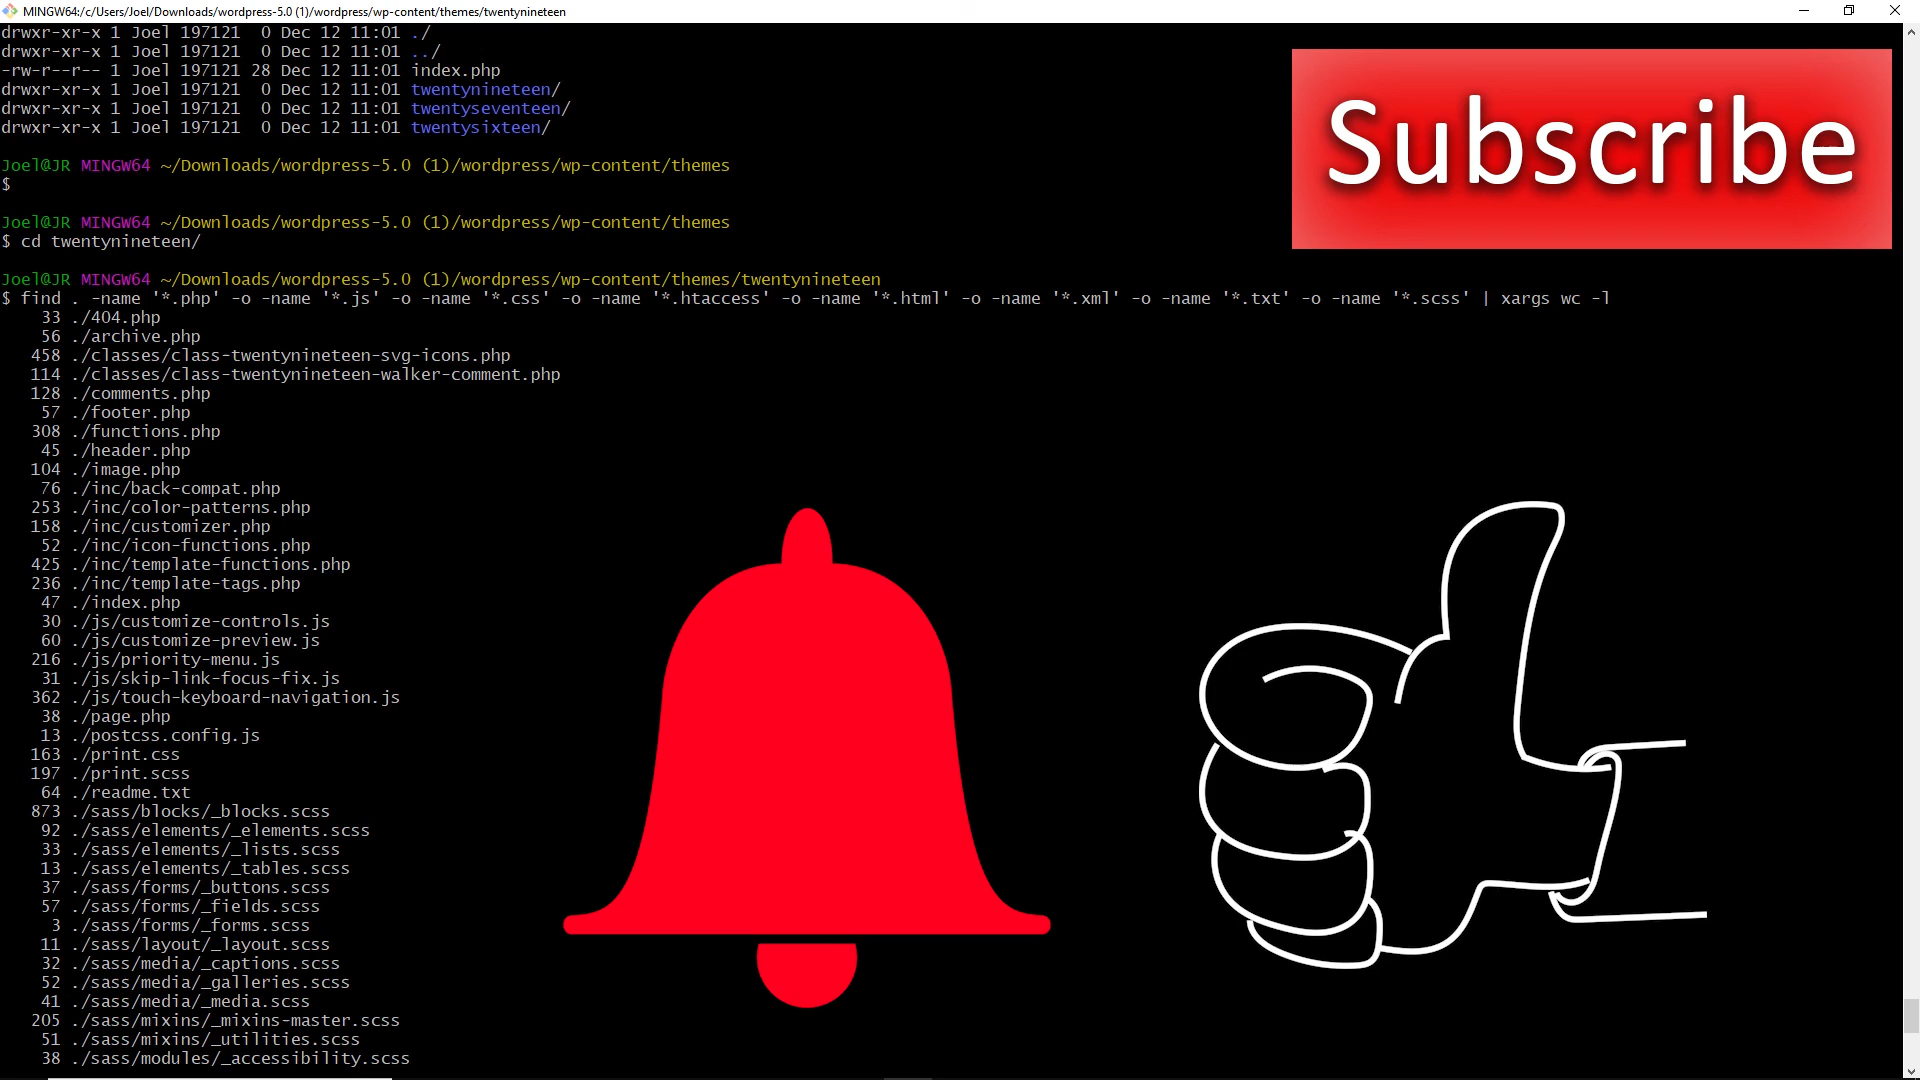 MINGW64:/c/Users/Joel/Downloads/wordpress-5.0 (1)/wordpress/wp-content/themes/twentynineteen
drwxr-xr-x 1 Joel 197121  0 Dec 12 11:01 ./
drwxr-xr-x 1 Joel 197121  0 Dec 12 11:01 ../
-rw-r--r-- 1 Joel 197121 28 Dec 12 11:01 index.php
drwxr-xr-x 1 Joel 197121  0 Dec 12 11:01 twentynineteen/
drwxr-xr-x 1 Joel 197121  0 Dec 12 11:01 twentyseventeen/
drwxr-xr-x 1 Joel 197121  0 Dec 12 11:01 twentysixteen/
Subscribe
Joel@JR MINGW64 ~/Downloads/wordpress-5.0 (1)/wordpress/wp-content/themes
$
Joel@JR MINGW64 ~/Downloads/wordpress-5.0 (1)/wordpress/wp-content/themes
$ cd twentynineteen/
Joel@JR MINGW64 ~/Downloads/wordpress-5.0 (1)/wordpress/wp-content/themes/twentynineteen
$ find . -name '*.php' -o -name '*.js' -o -name '*.css' -o -name '*.htaccess' -o -name '*.html' -o -name '*.xml' -o -name '*.txt' -o -name '*.scss' | xargs wc -l
33 ./404.php
56 ./archive.php
458 ./classes/class-twentynineteen-svg-icons.php
114 ./classes/class-twentynineteen-walker-comment.php
128 ./comments.php
57 ./footer.php
308 ./functions.php
45 ./header.php
104 ./image.php
76 ./inc/back-compat.php
253 ./inc/color-patterns.php
158 ./inc/customizer.php
52 ./inc/icon-functions.php
425 ./inc/template-functions.php
236 ./inc/template-tags.php
47 ./index.php
30 ./js/customize-controls.js
60 ./js/customize-preview.js
216 ./js/priority-menu.js
31 ./js/skip-link-focus-fix.js
362 ./js/touch-keyboard-navigation.js
38 ./page.php
13 ./postcss.config.js
163 ./print.css
197 ./print.scss
64 ./readme.txt
873 ./sass/blocks/_blocks.scss
92 ./sass/elements/_elements.scss
33 ./sass/elements/_lists.scss
13 ./sass/elements/_tables.scss
37 ./sass/forms/_buttons.scss
57 ./sass/forms/_fields.scss
3 ./sass/forms/_forms.scss
11 ./sass/layout/_layout.scss
32 ./sass/media/_captions.scss
52 ./sass/media/_galleries.scss
41 ./sass/media/_media.scss
205 ./sass/mixins/_mixins-master.scss
51 ./sass/mixins/_utilities.scss
38 ./sass/modules/_accessibility.scss